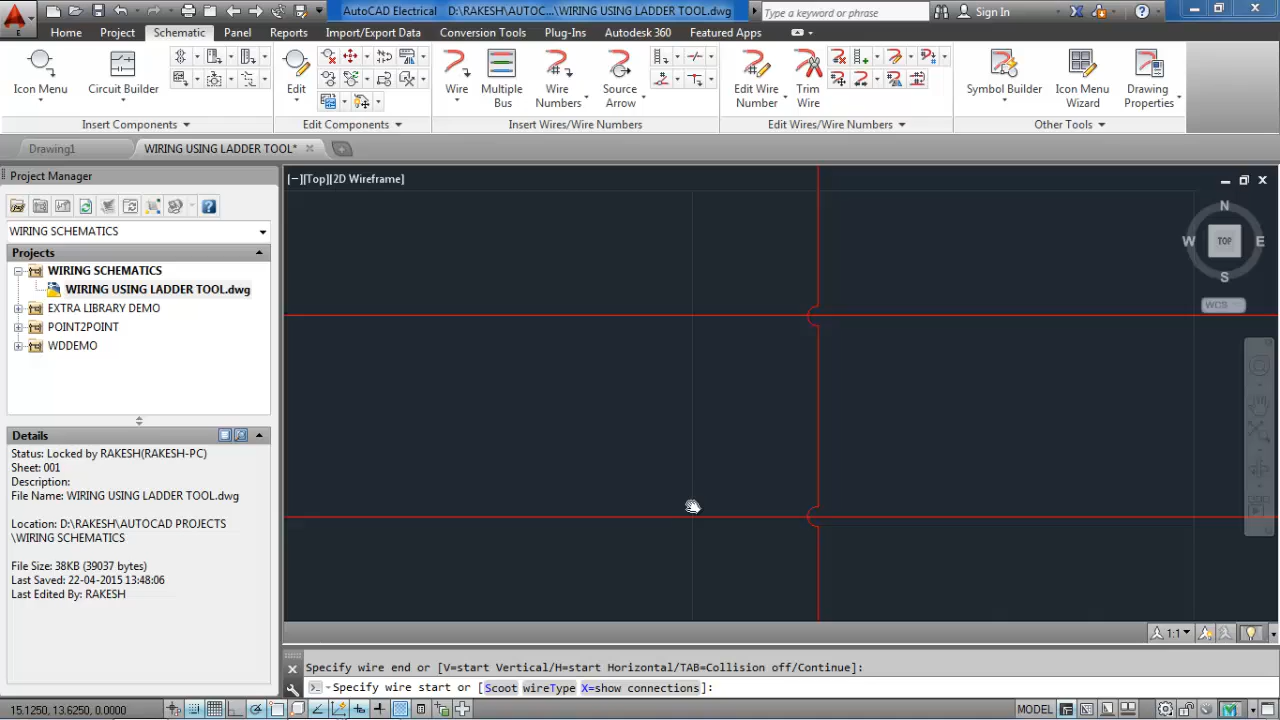 AutoCAD Electrical D:\RAKESH\AUTOC...\WIRING USING LADDER TOOL.dwg
Type a keyword or phrase
Sign In
Home Project Schematic Panel Reports Import/Export Data Conversion Tools Plug-Ins Autodesk 360 Featured Apps
Icon Menu
Circuit Builder
Edit
Wire
Multiple Bus
Wire Numbers
Source Arrow
Edit Wire Number
Trim Wire
Symbol Builder
Icon Menu Wizard
Drawing Properties
Insert Components
Edit Components
Insert Wires/Wire Numbers
Edit Wires/Wire Numbers
Other Tools
Drawing1
WIRING USING LADDER TOOL*
Project Manager
WIRING SCHEMATICS
Projects
WIRING SCHEMATICS
WIRING USING LADDER TOOL.dwg
EXTRA LIBRARY DEMO
POINT2POINT
WDDEMO
Details
Status: Locked by RAKESH(RAKESH-PC)
Sheet: 001
Description:
File Name: WIRING USING LADDER TOOL.dwg
Location: D:\RAKESH\AUTOCAD PROJECTS
\WIRING SCHEMATICS
File Size: 38KB (39037 bytes)
Last Saved: 22-04-2015 13:48:06
Last Edited By: RAKESH
[−][Top][2D Wireframe]
N
W TOP E
S
WCS
1:1
Specify wire end or [V=start Vertical/H=start Horizontal/TAB=Collision off/Continue]:
Specify wire start or [Scoot wireType X=show connections]:
15.1250, 13.6250, 0.0000
MODEL